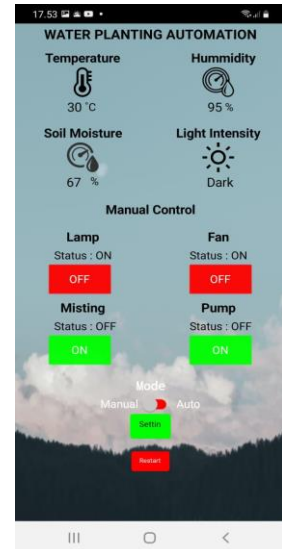 17.53
WATER PLANTING AUTOMATION
Temperature Hummidity
30 °C 95 %
Soil Moisture Light Intensity
67 % Dark
Manual Control
Lamp Fan
Status : ON Status : ON
OFF OFF
Misting Pump
Status : OFF Status : OFF
ON ON
Mode
Manual Auto
Settin
Restart